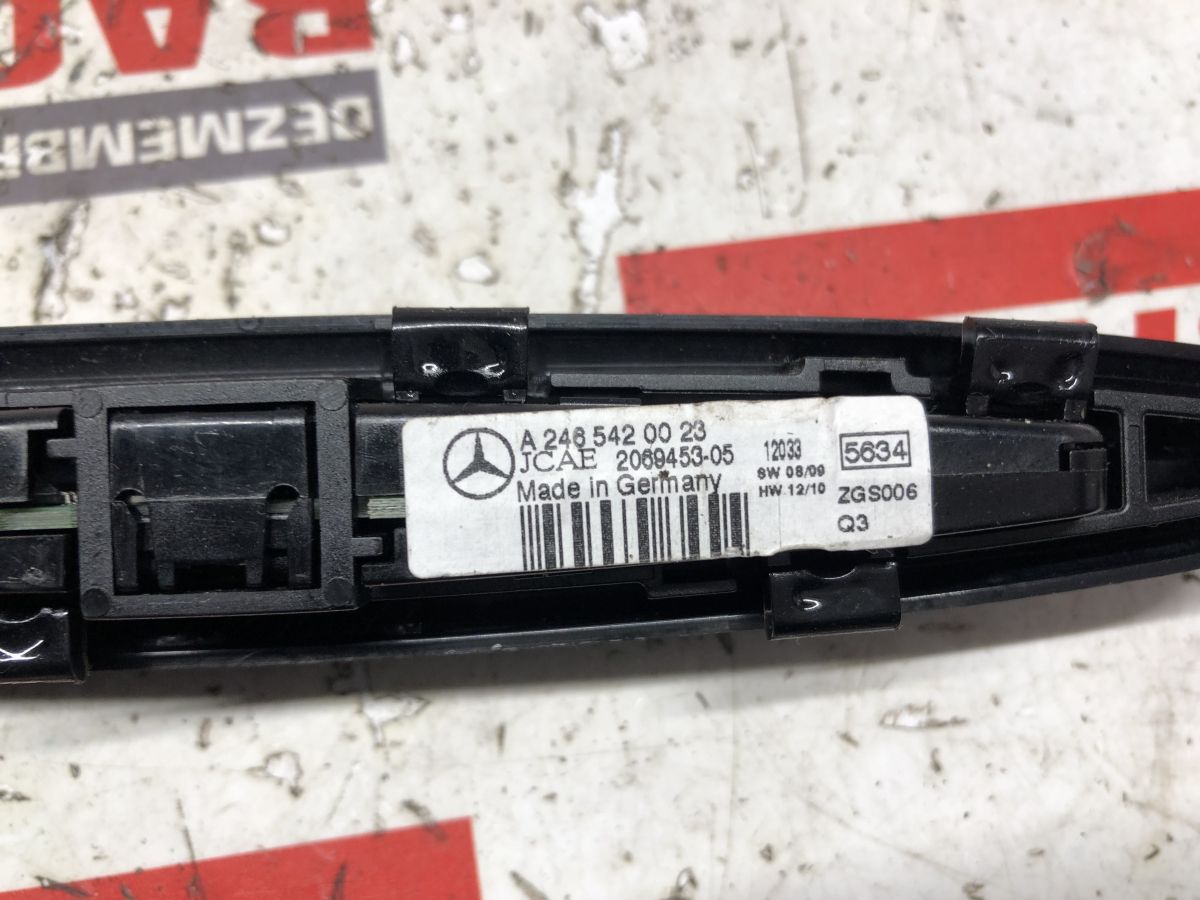 DEZMEMBR
A 246 542 00 23
JCAE 2069453-05
Made in Germany
12033
SW 08/09
HW 12/10
5634
ZGS006
Q3
K